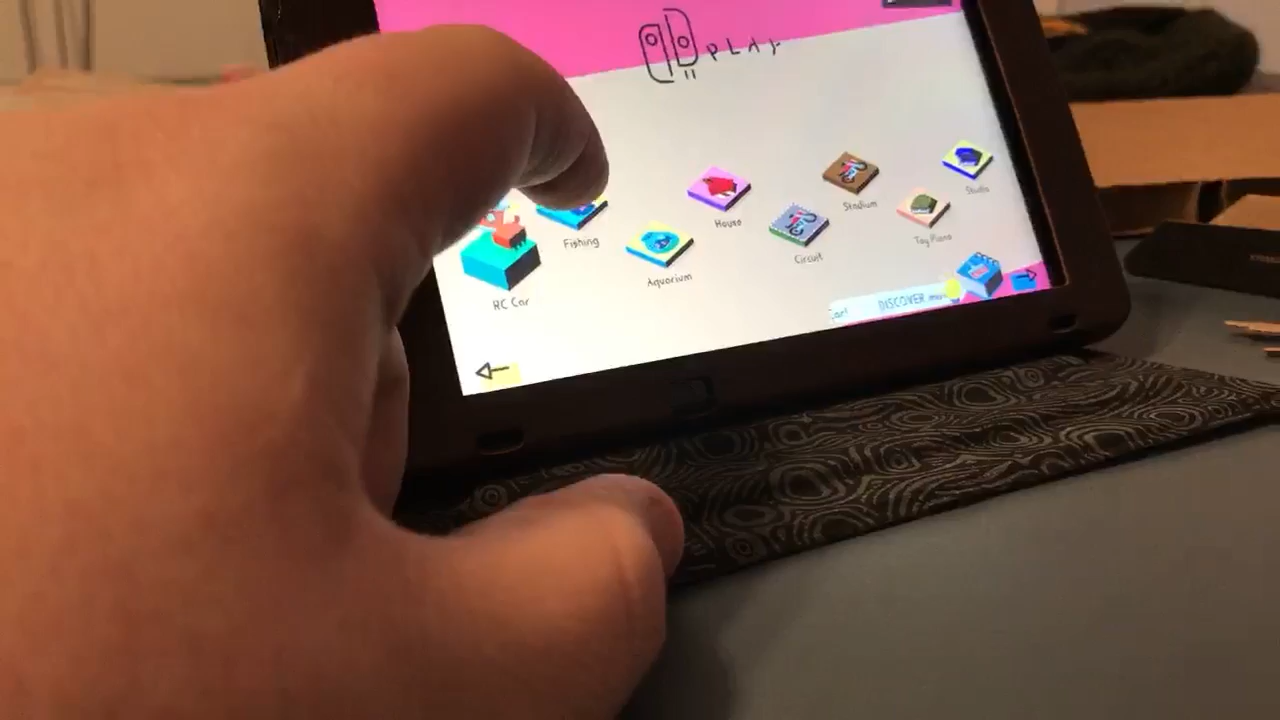 PLAY
Studio
Stadium
House
Toy Piano
Fishing
Circuit
Aquarium
RC Car
DISCOVER